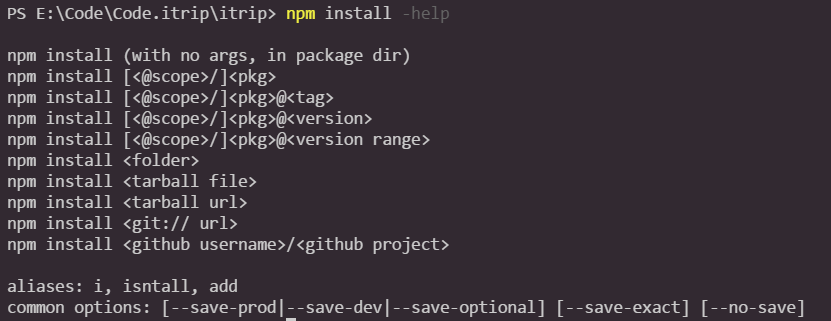 PS E:\Code\Code.itrip\itrip> npm install -help
npm install (with no args, in package dir)
npm install [<@scope>/]<pkg>
npm install [<@scope>/]<pkg>@<tag>
npm install [<@scope>/]<pkg>@<version>
npm install [<@scope>/]<pkg>@<version range>
npm install <folder>
npm install <tarball file>
npm install <tarball url>
npm install <git:// url>
npm install <github username>/<github project>
aliases: i, isntall, add
common options: [--save-prod|--save-dev|--save-optional] [--save-exact] [--no-save]